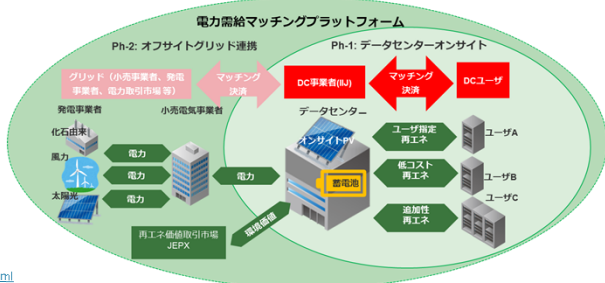 電力需給マッチングプラットフォーム
Ph-2: オフサイトグリッド連携
Ph-1: データセンターオンサイト
グリッド（小売事業者、発電
事業者、電力取引市場 等）
マッチング
決済
DC事業者(IIJ)
マッチング
決済
DCユーザ
発電事業者
小売電気事業者
データセンター
化石由来
風力
太陽光
電力
電力
電力
電力
オンサイトPV
蓄電池
ユーザ指定
再エネ
低コスト
再エネ
追加性
再エネ
ユーザA
ユーザB
ユーザC
環境価値
再エネ価値取引市場
JEPX
ml